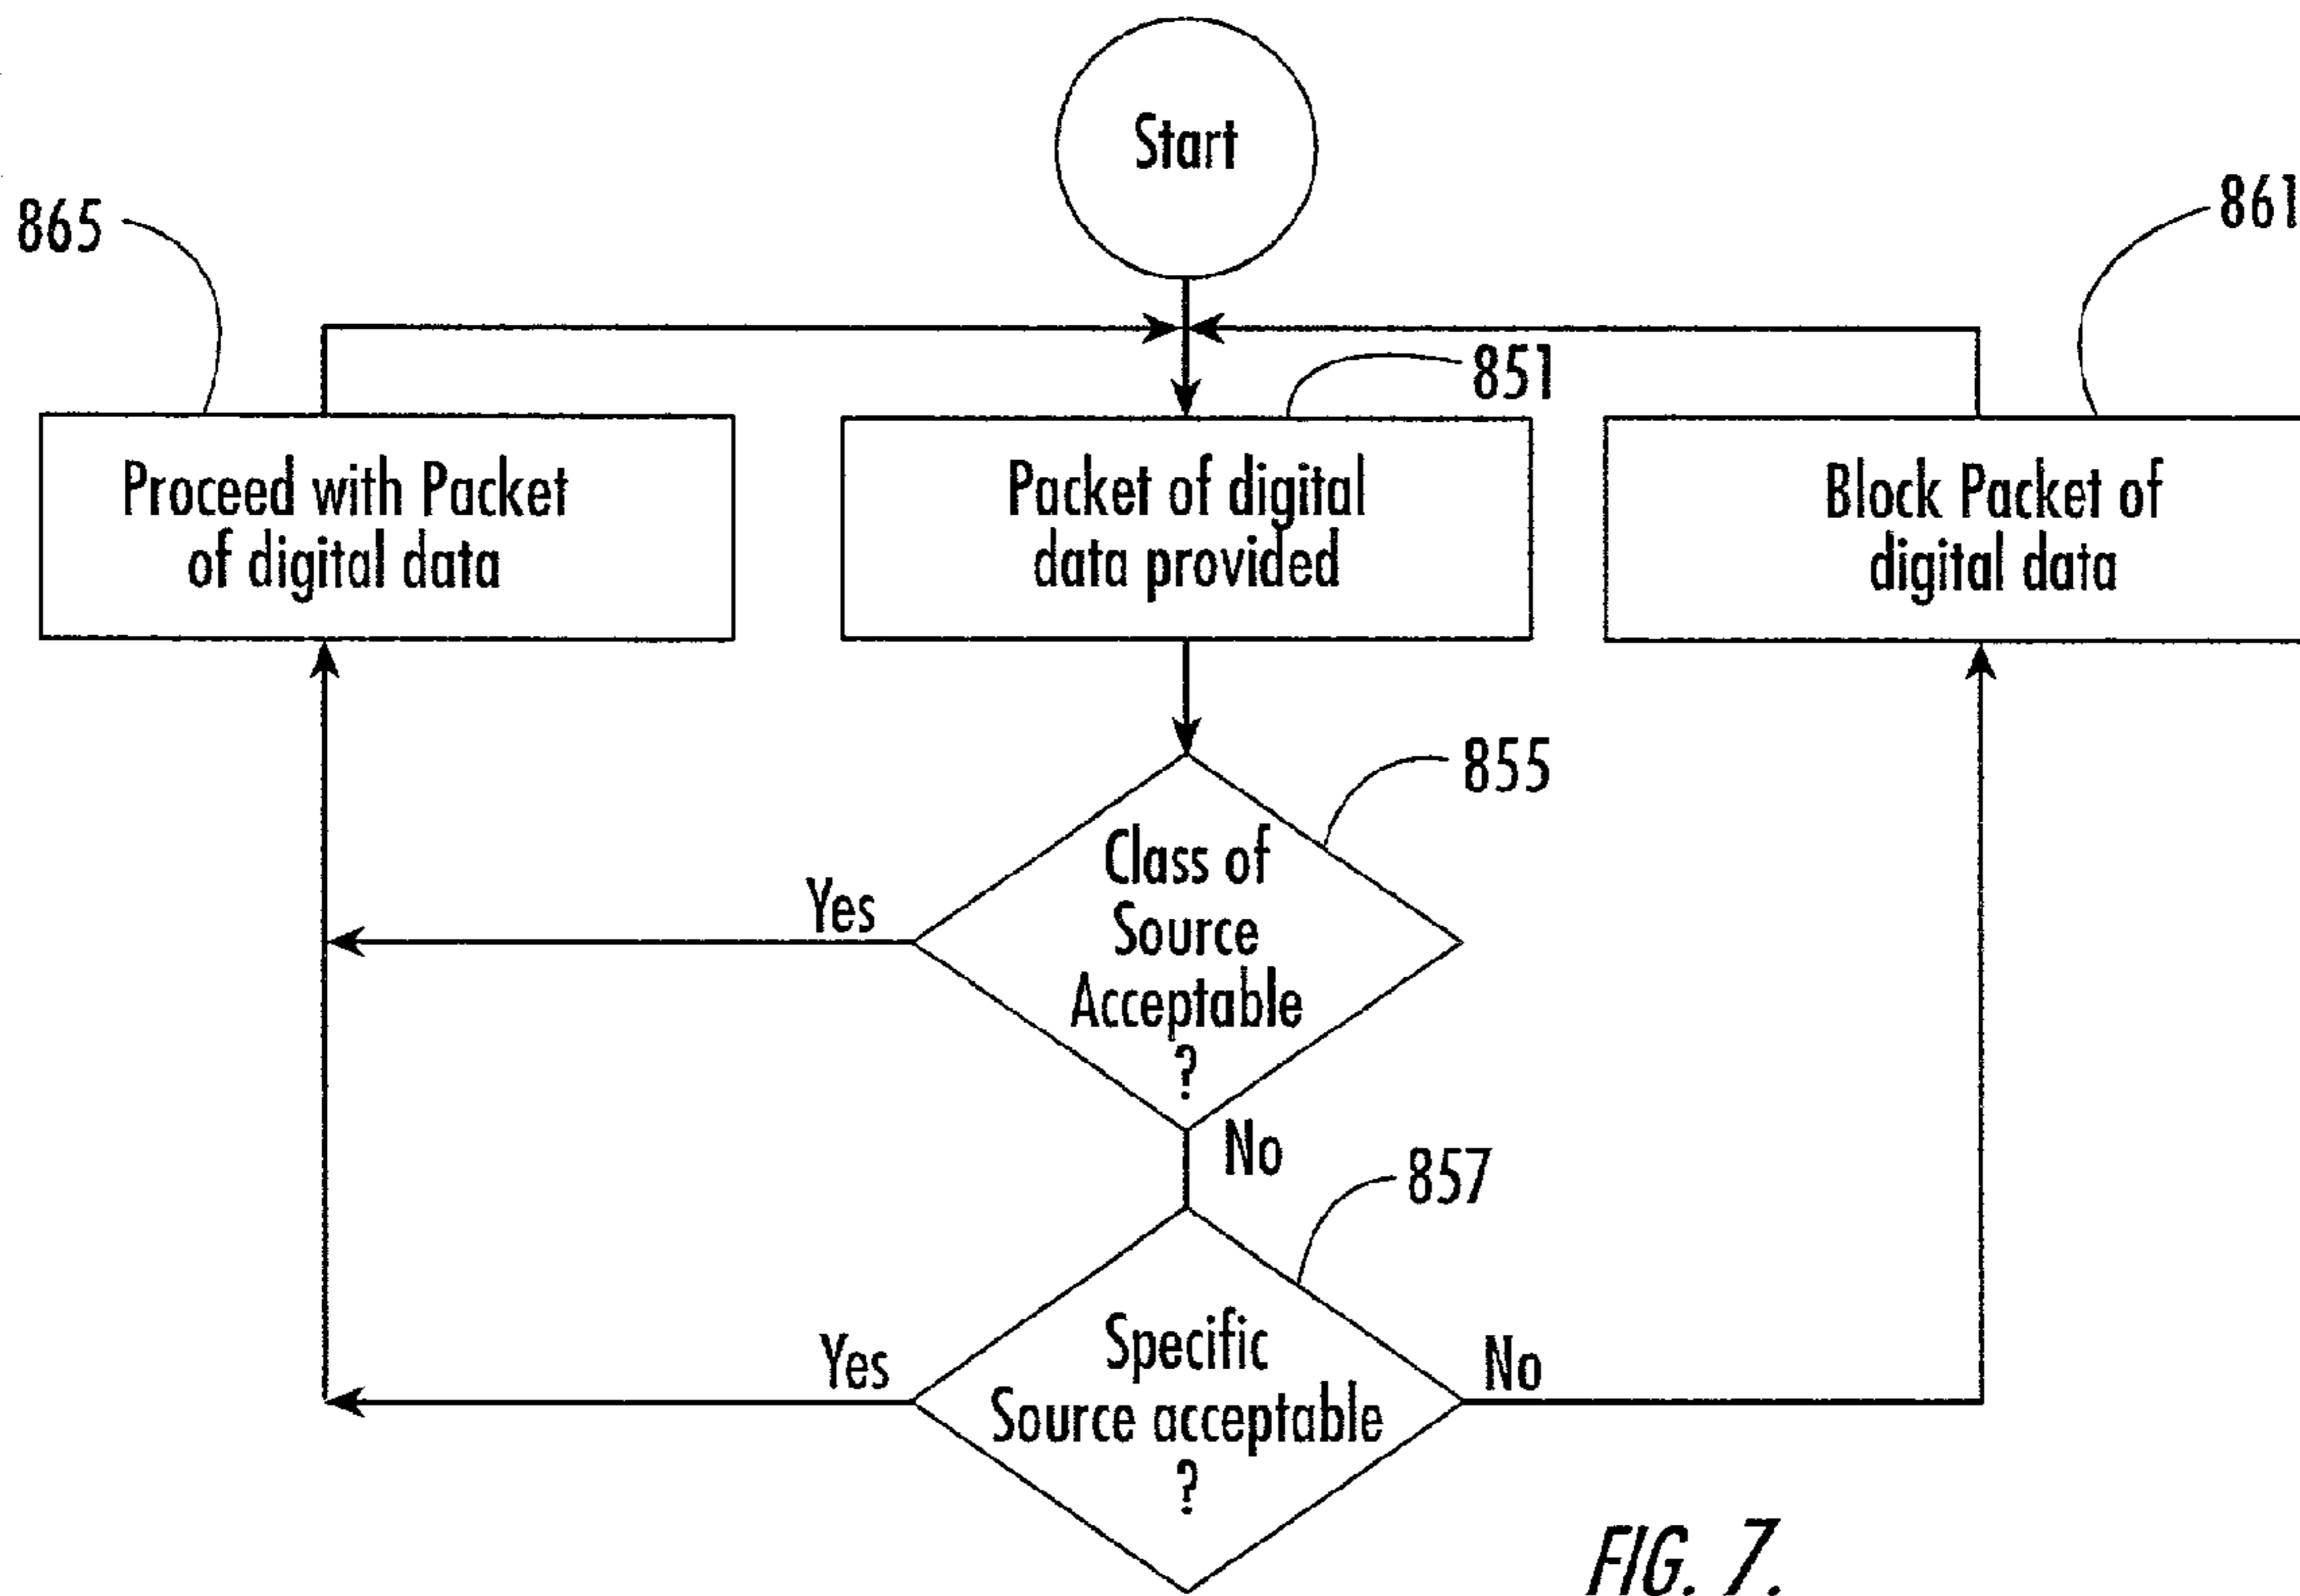 Start
865
861
851
Proceed with Packet
of digital data
Packet of digital
data provided
Block Packet of
digital data
855
Class of
Source
Acceptable
?
Yes
No
857
Specific
Source acceptable
?
Yes
No
FIG. 7.